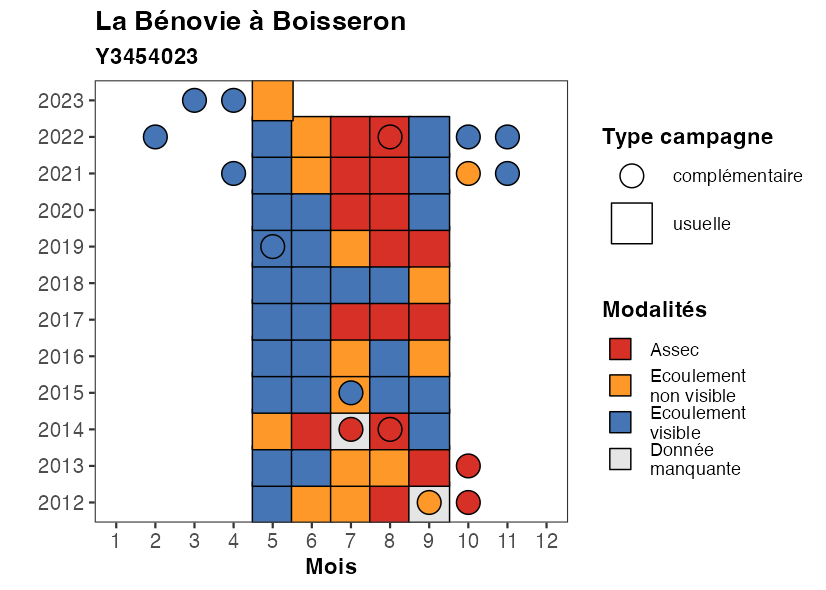 La Bénovie à Boisseron
Y3454023
2023
2022
2021
2020
2019
2018
2017
2016
2015
2014
2013
2012
1 2 3 4 5 6 7 8 9 10 11 12
Mois
Type campagne
complémentaire
usuelle
Modalités
Assec
Ecoulement
non visible
Ecoulement
visible
Donnée
manquante